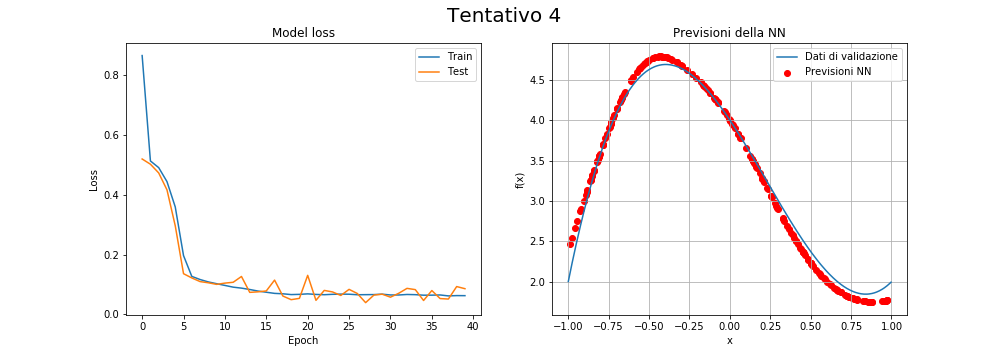 Tentativo 4
Model loss
Train
Test
Loss
0.8
0.6
0.4
0.2
0.0
0 5 10 15 20 25 30 35 40
Epoch
Previsioni della NN
Dati di validazione
Previsioni NN
f(x)
4.5
4.0
3.5
3.0
2.5
2.0
−1.00 −0.75 −0.50 −0.25 0.00 0.25 0.50 0.75 1.00
x